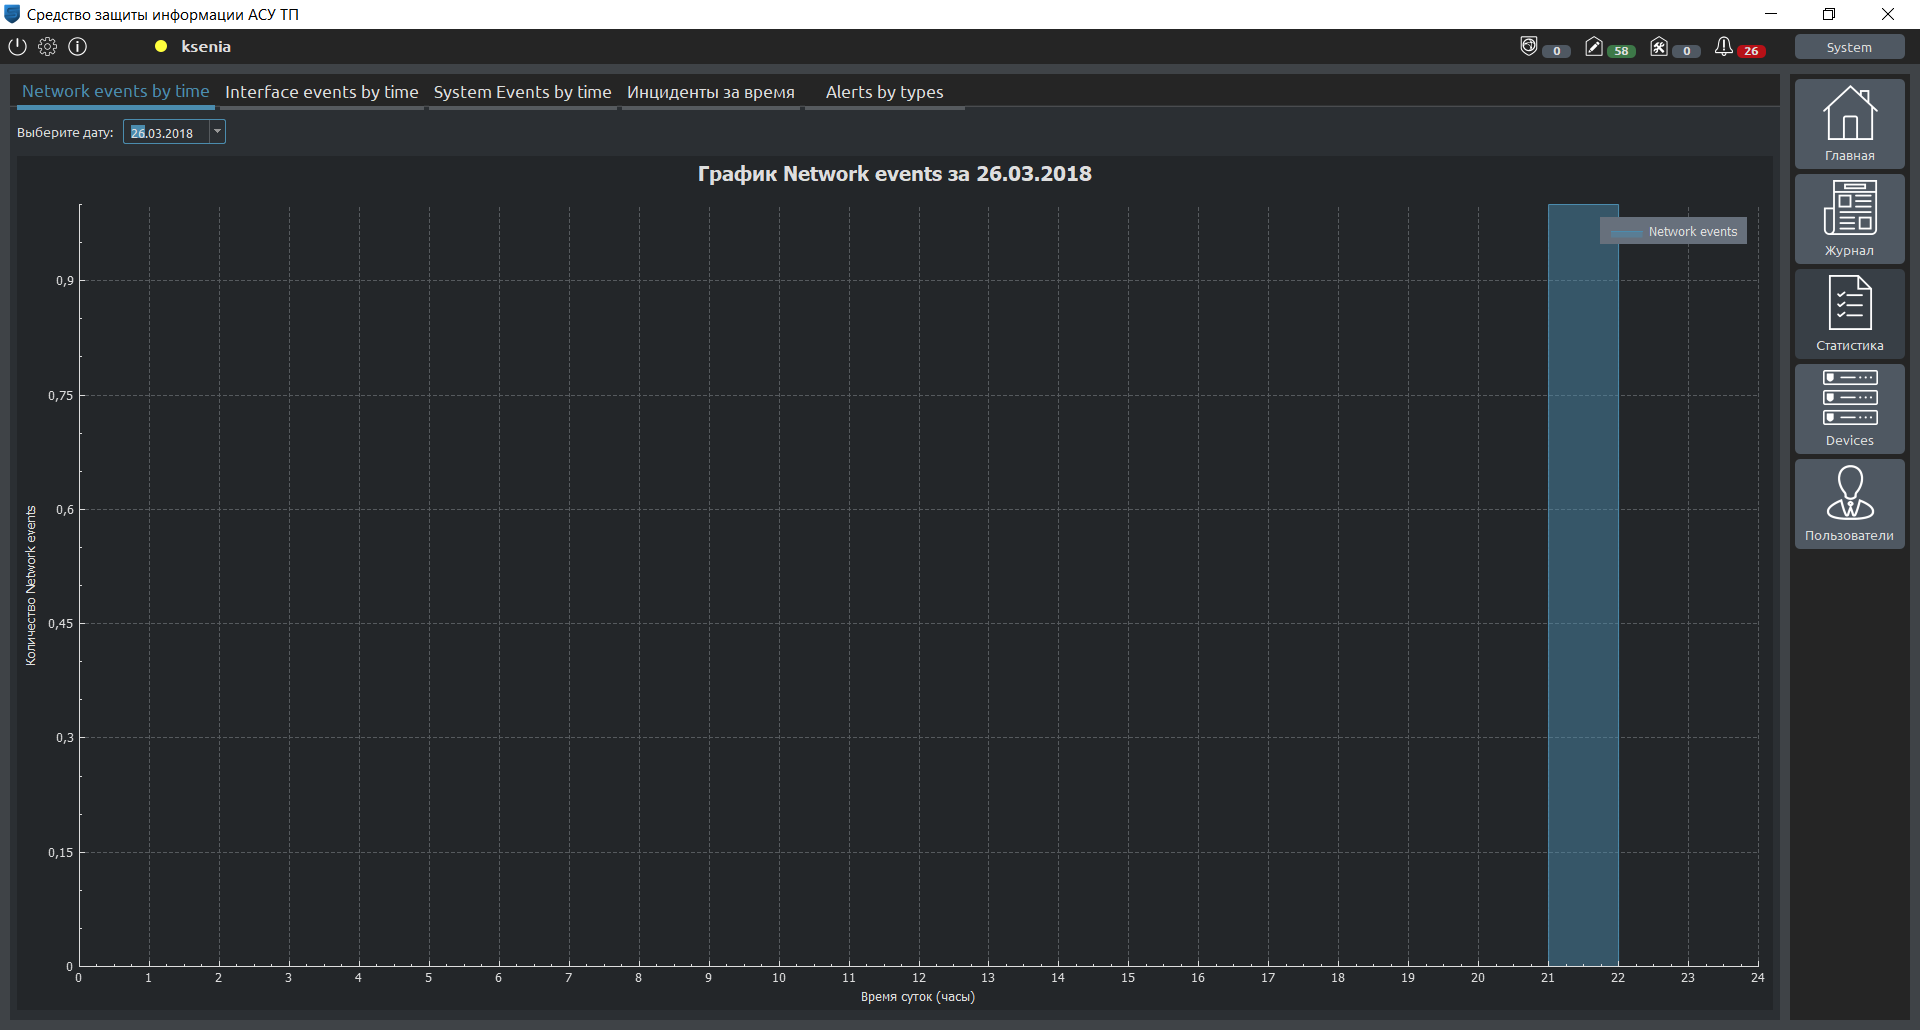 Средство защиты информации АСУ ТП
ksenia
0
58
0
26
System
Network events by time
Interface events by time
System Events by time
Инциденты за время
Alerts by types
Выберите дату:
26.03.2018
График Network events за 26.03.2018
Network events
0,9
0,75
0,6
0,45
0,3
0,15
0
Количество Network events
0 1 2 3 4 5 6 7 8 9 10 11 12 13 14 15 16 17 18 19 20 21 22 23 24
Время суток (часы)
Главная
Журнал
Статистика
Devices
Пользователи